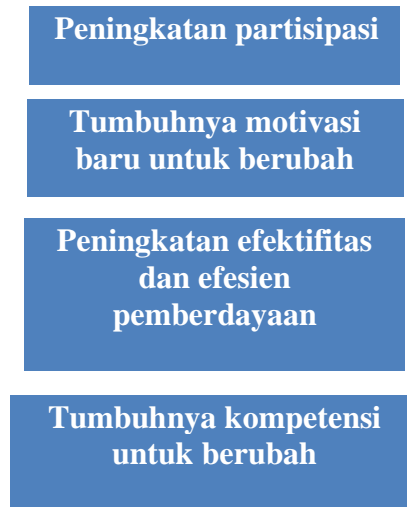 Peningkatan partisipasi
Tumbuhnya motivasi
baru untuk berubah
Peningkatan efektifitas
dan efesien
pemberdayaan
Tumbuhnya kompetensi
untuk berubah